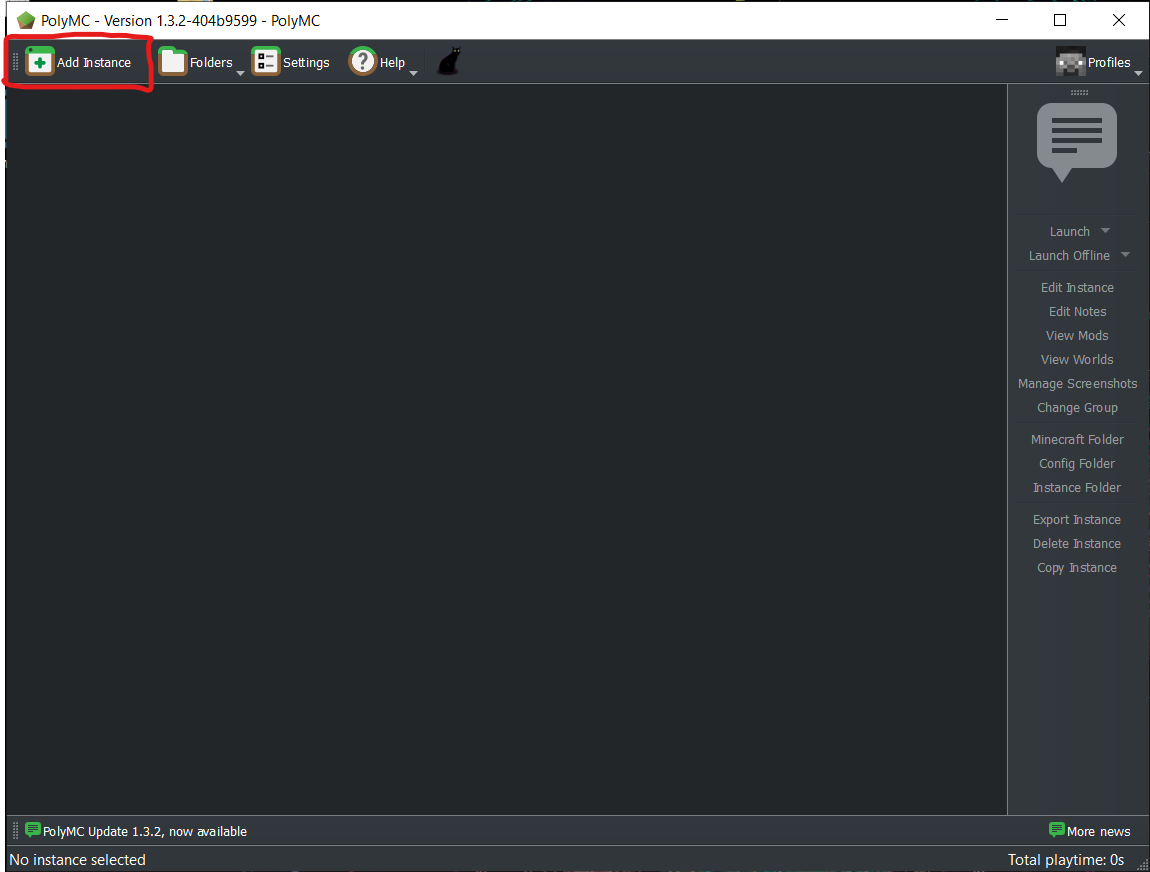 PolyMC - Version 1.3.2-404b9599 - PolyMC
Add Instance Folders Settings Help Profiles
Launch
Launch Offline
Edit Instance
Edit Notes
View Mods
View Worlds
Manage Screenshots
Change Group
Minecraft Folder
Config Folder
Instance Folder
Export Instance
Delete Instance
Copy Instance
PolyMC Update 1.3.2, now available More news
No instance selected Total playtime: 0s